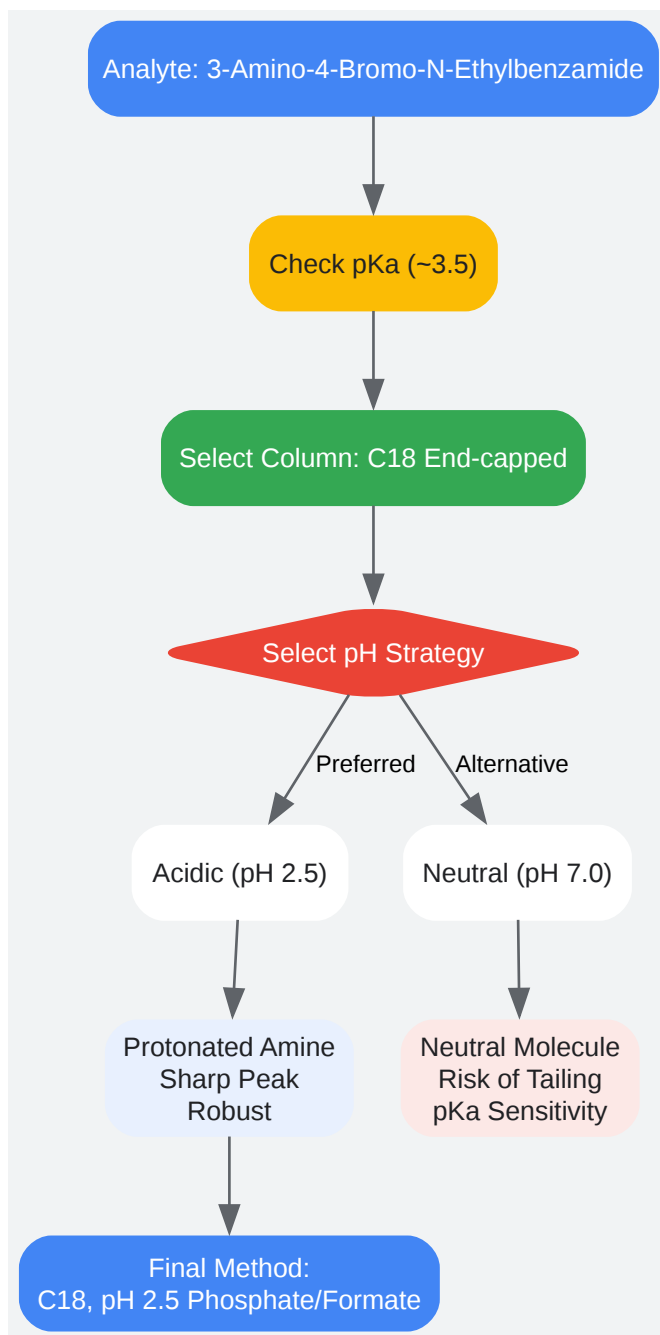 Analyte: 3-Amino-4-Bromo-N-Ethylbenzamide
Check pKa (~3.5)
Select Column: C18 End-capped
Select pH Strategy
Preferred
Alternative
Acidic (pH 2.5)
Neutral (pH 7.0)
Protonated Amine
Sharp Peak
Robust
Neutral Molecule
Risk of Tailing
pKa Sensitivity
Final Method:
C18, pH 2.5 Phosphate/Formate